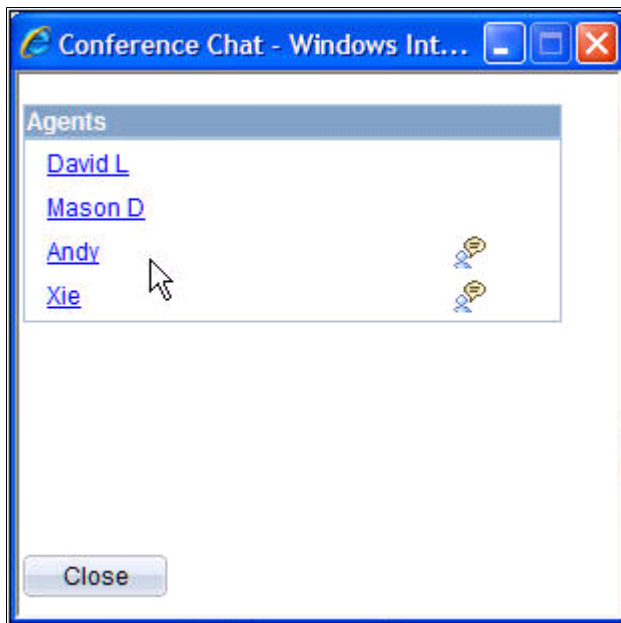 Conference Chat - Windows Int...
Agents
David L
Mason D
Andy
Xie
Close